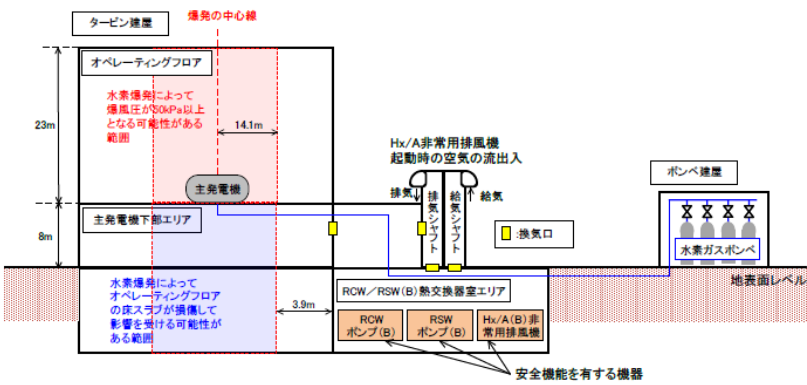 タービン建屋
爆発の中心線
オペレーティングフロア
水素爆発によって
爆風圧が50kPa以上
となる可能性がある
範囲
23m
14.1m
Hx/A非常用排風機
起動時の空気の流出入
主発電機
排気
給気
排気シャフト
給気シャフト
ボンベ建屋
主発電機下部エリア
8m
:換気口
水素ガスボンベ
地表面レベル
水素爆発によって
オペレーティングフロア
の床スラブが損傷して
影響を受ける可能性が
ある範囲
3.9m
RCW/RSW(B)熱交換器室エリア
RCW
ポンプ(B)
RSW
ポンプ(B)
Hx/A(B)非
常用排風機
安全機能を有する機器